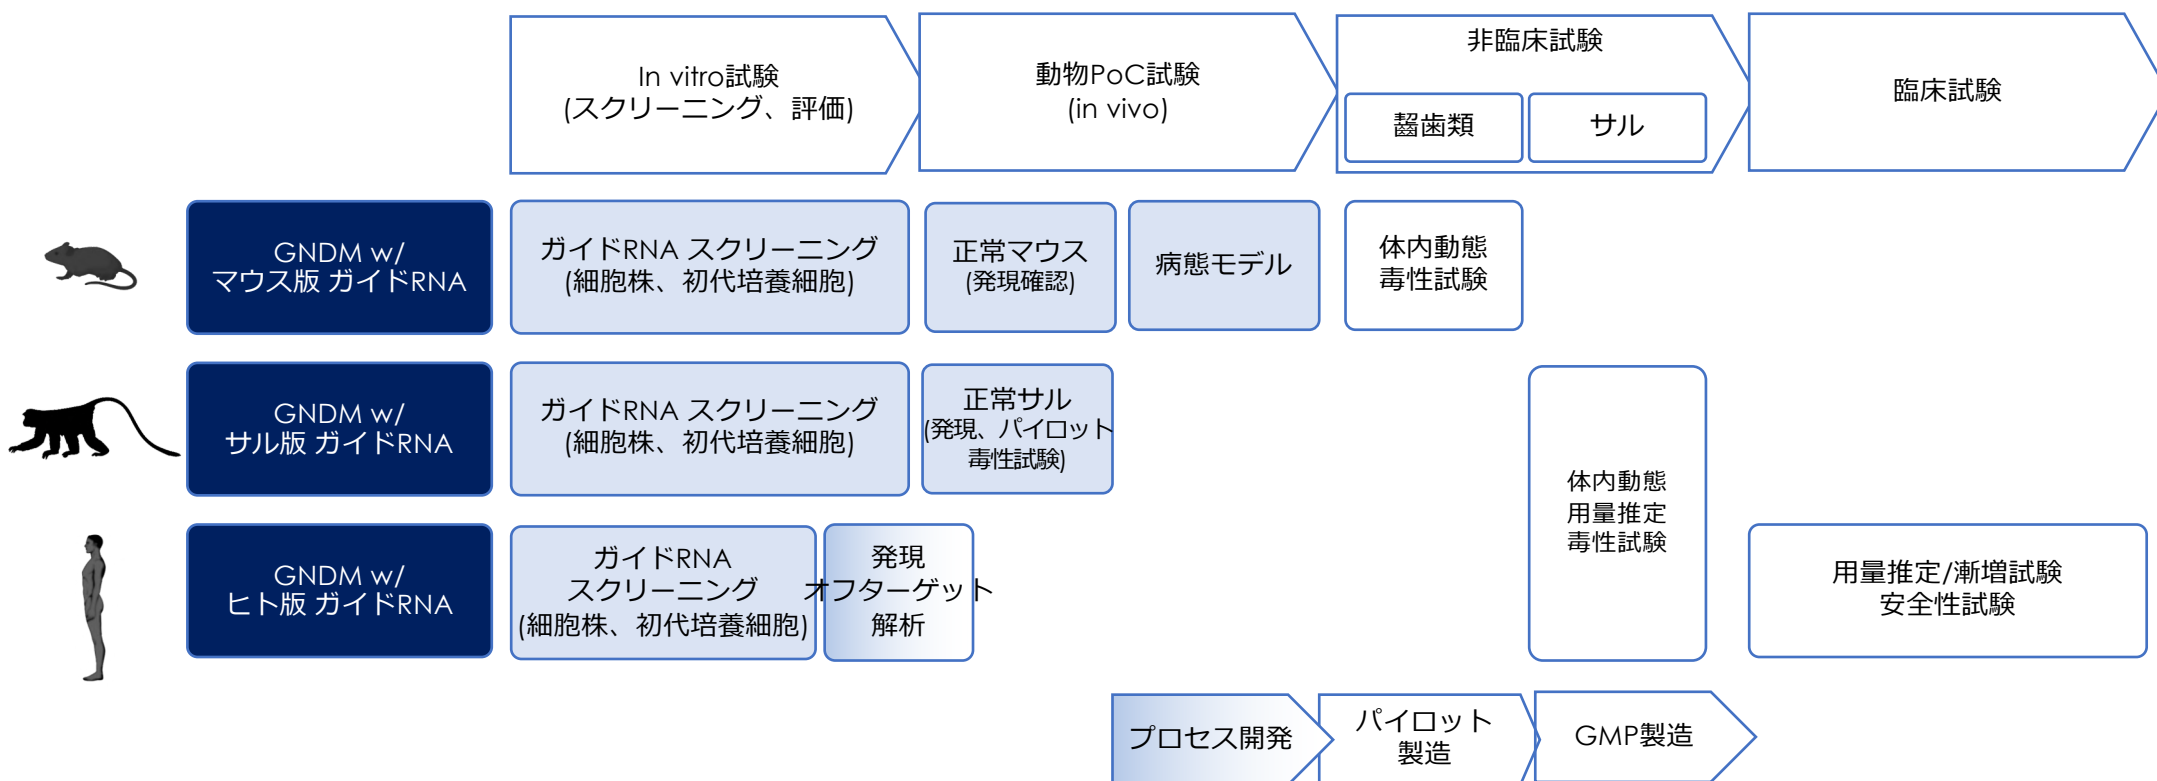 In vitro試験
(スクリーニング、評価)
動物PoC試験
(in vivo)
非臨床試験
齧歯類
サル
臨床試験
GNDM w/
マウス版 ガイドRNA
ガイドRNA スクリーニング
(細胞株、初代培養細胞)
正常マウス
(発現確認)
病態モデル
体内動態
毒性試験
GNDM w/
サル版 ガイドRNA
ガイドRNA スクリーニング
(細胞株、初代培養細胞)
正常サル
(発現、パイロット
毒性試験)
体内動態
用量推定
毒性試験
GNDM w/
ヒト版 ガイドRNA
ガイドRNA
スクリーニング
(細胞株、初代培養細胞)
発現
オフターゲット
解析
用量推定/漸増試験
安全性試験
プロセス開発
パイロット
製造
GMP製造